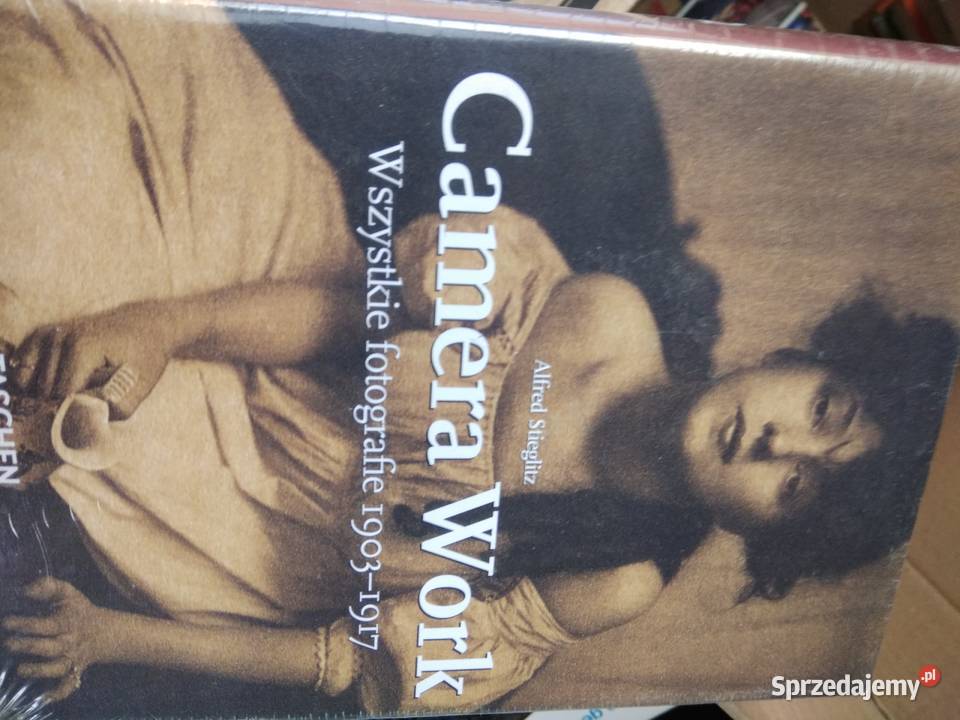 Alfred Stieglitz
Camera Work
Wszystkie fotografie 1903–1917
TASCHEN
Sprzedajemy.pl